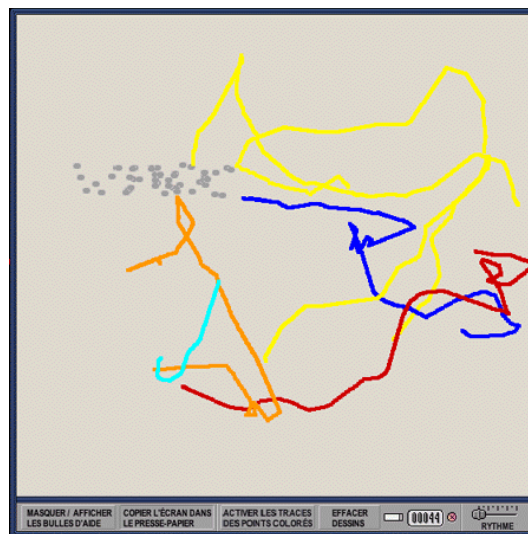 MASQUER / AFFICHER
LES BULLES D'AIDE
COPIER L'ÉCRAN DANS
LE PRESSE-PAPIER
ACTIVER LES TRACES
DES POINTS COLORÉS
EFFACER
DESSINS
00044
RYTHME